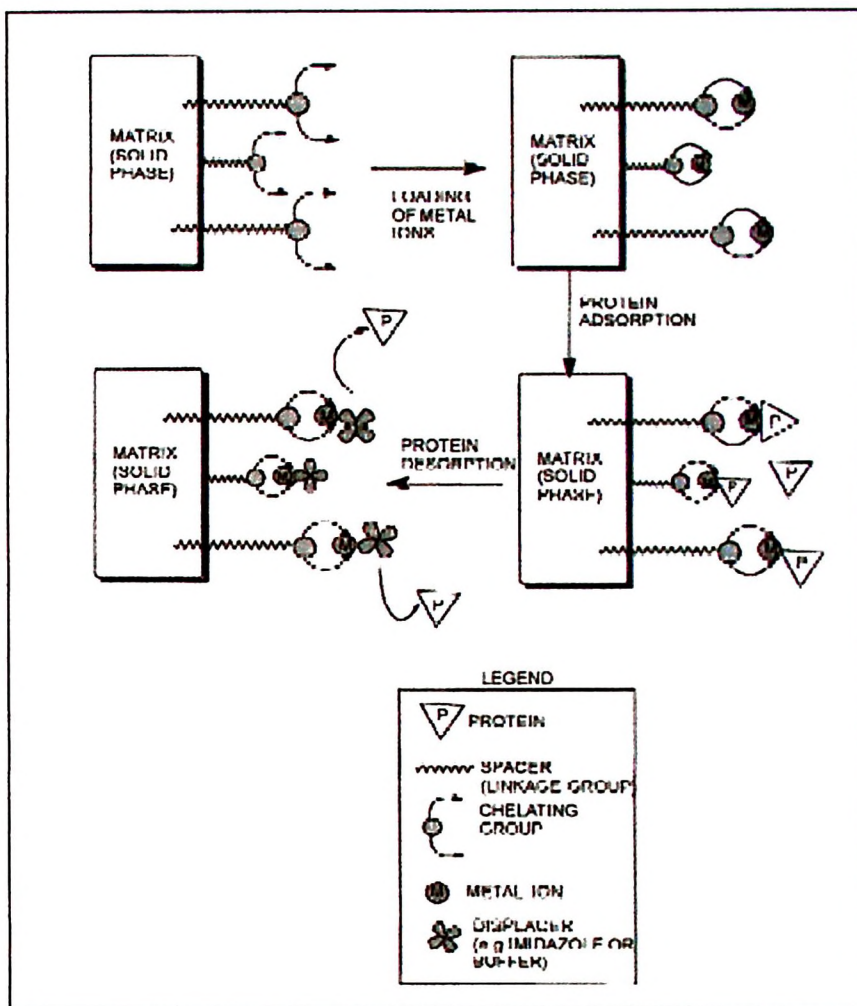 MATRIX
(SOLID
PHASE)
LOADING
OF METAL
IONS
MATRIX
(SOLID
PHASE)
M
M
M
PROTEIN
ADSORPTION
MATRIX
(SOLID
PHASE)
M
P
M
P
P
M
P
PROTEIN
DESORPTION
MATRIX
(SOLID
PHASE)
P
M
M
M
P
LEGEND
P PROTEIN
SPACER
(LINKAGE GROUP)
CHELATING
GROUP
M METAL ION
DISPLACER
(e.g IMIDAZOLE OR
BUFFER)